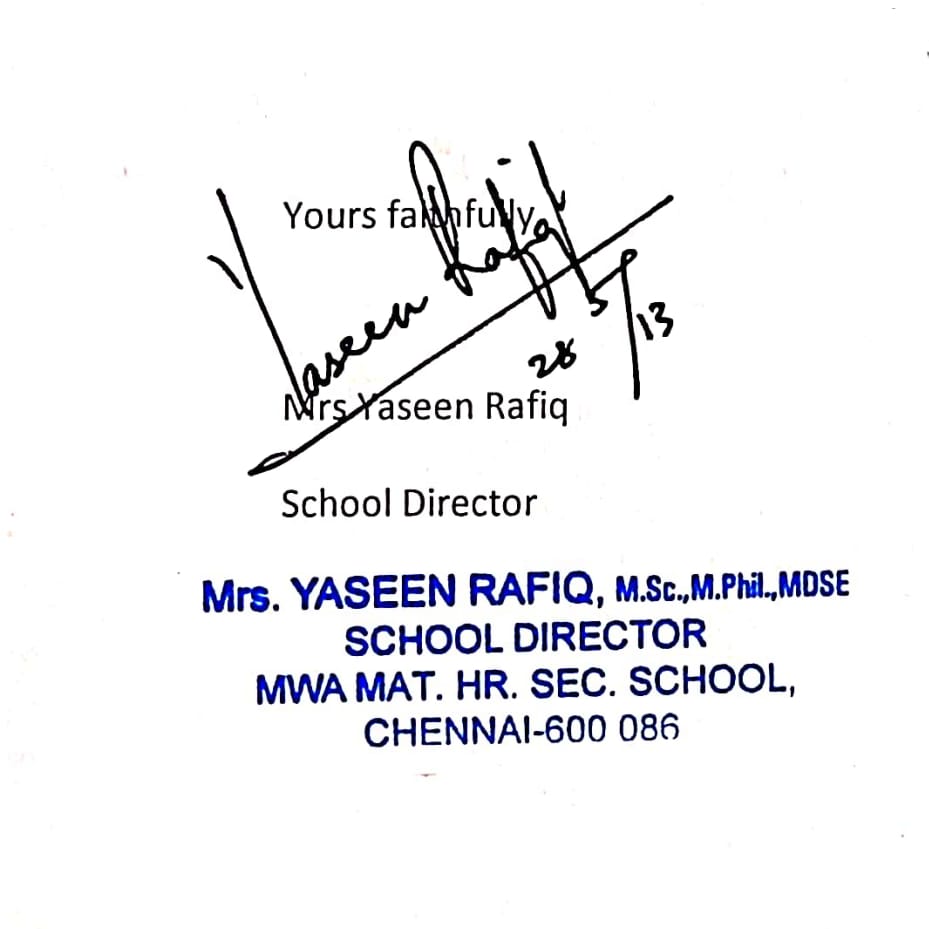 Yours faithfully,
Yaseen Rafiq
28/5/13
Mrs Yaseen Rafiq
School Director
Mrs. YASEEN RAFIQ, M.Sc.,M.Phil.,MDSE
SCHOOL DIRECTOR
MWA MAT. HR. SEC. SCHOOL,
CHENNAI-600 086